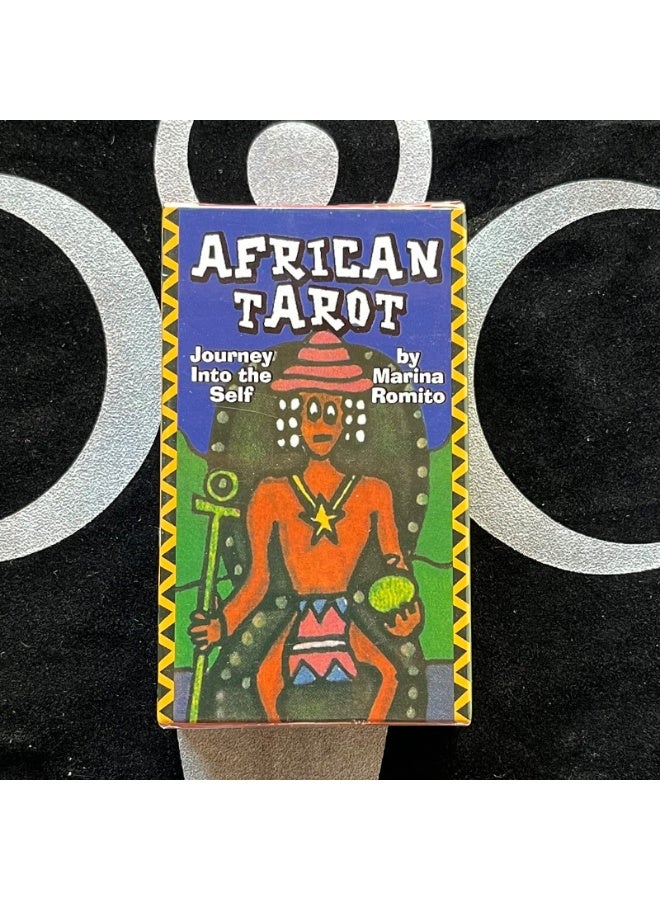 AFRICAN
TAROT
Journey
Into the
Self
by
Marina
Romito